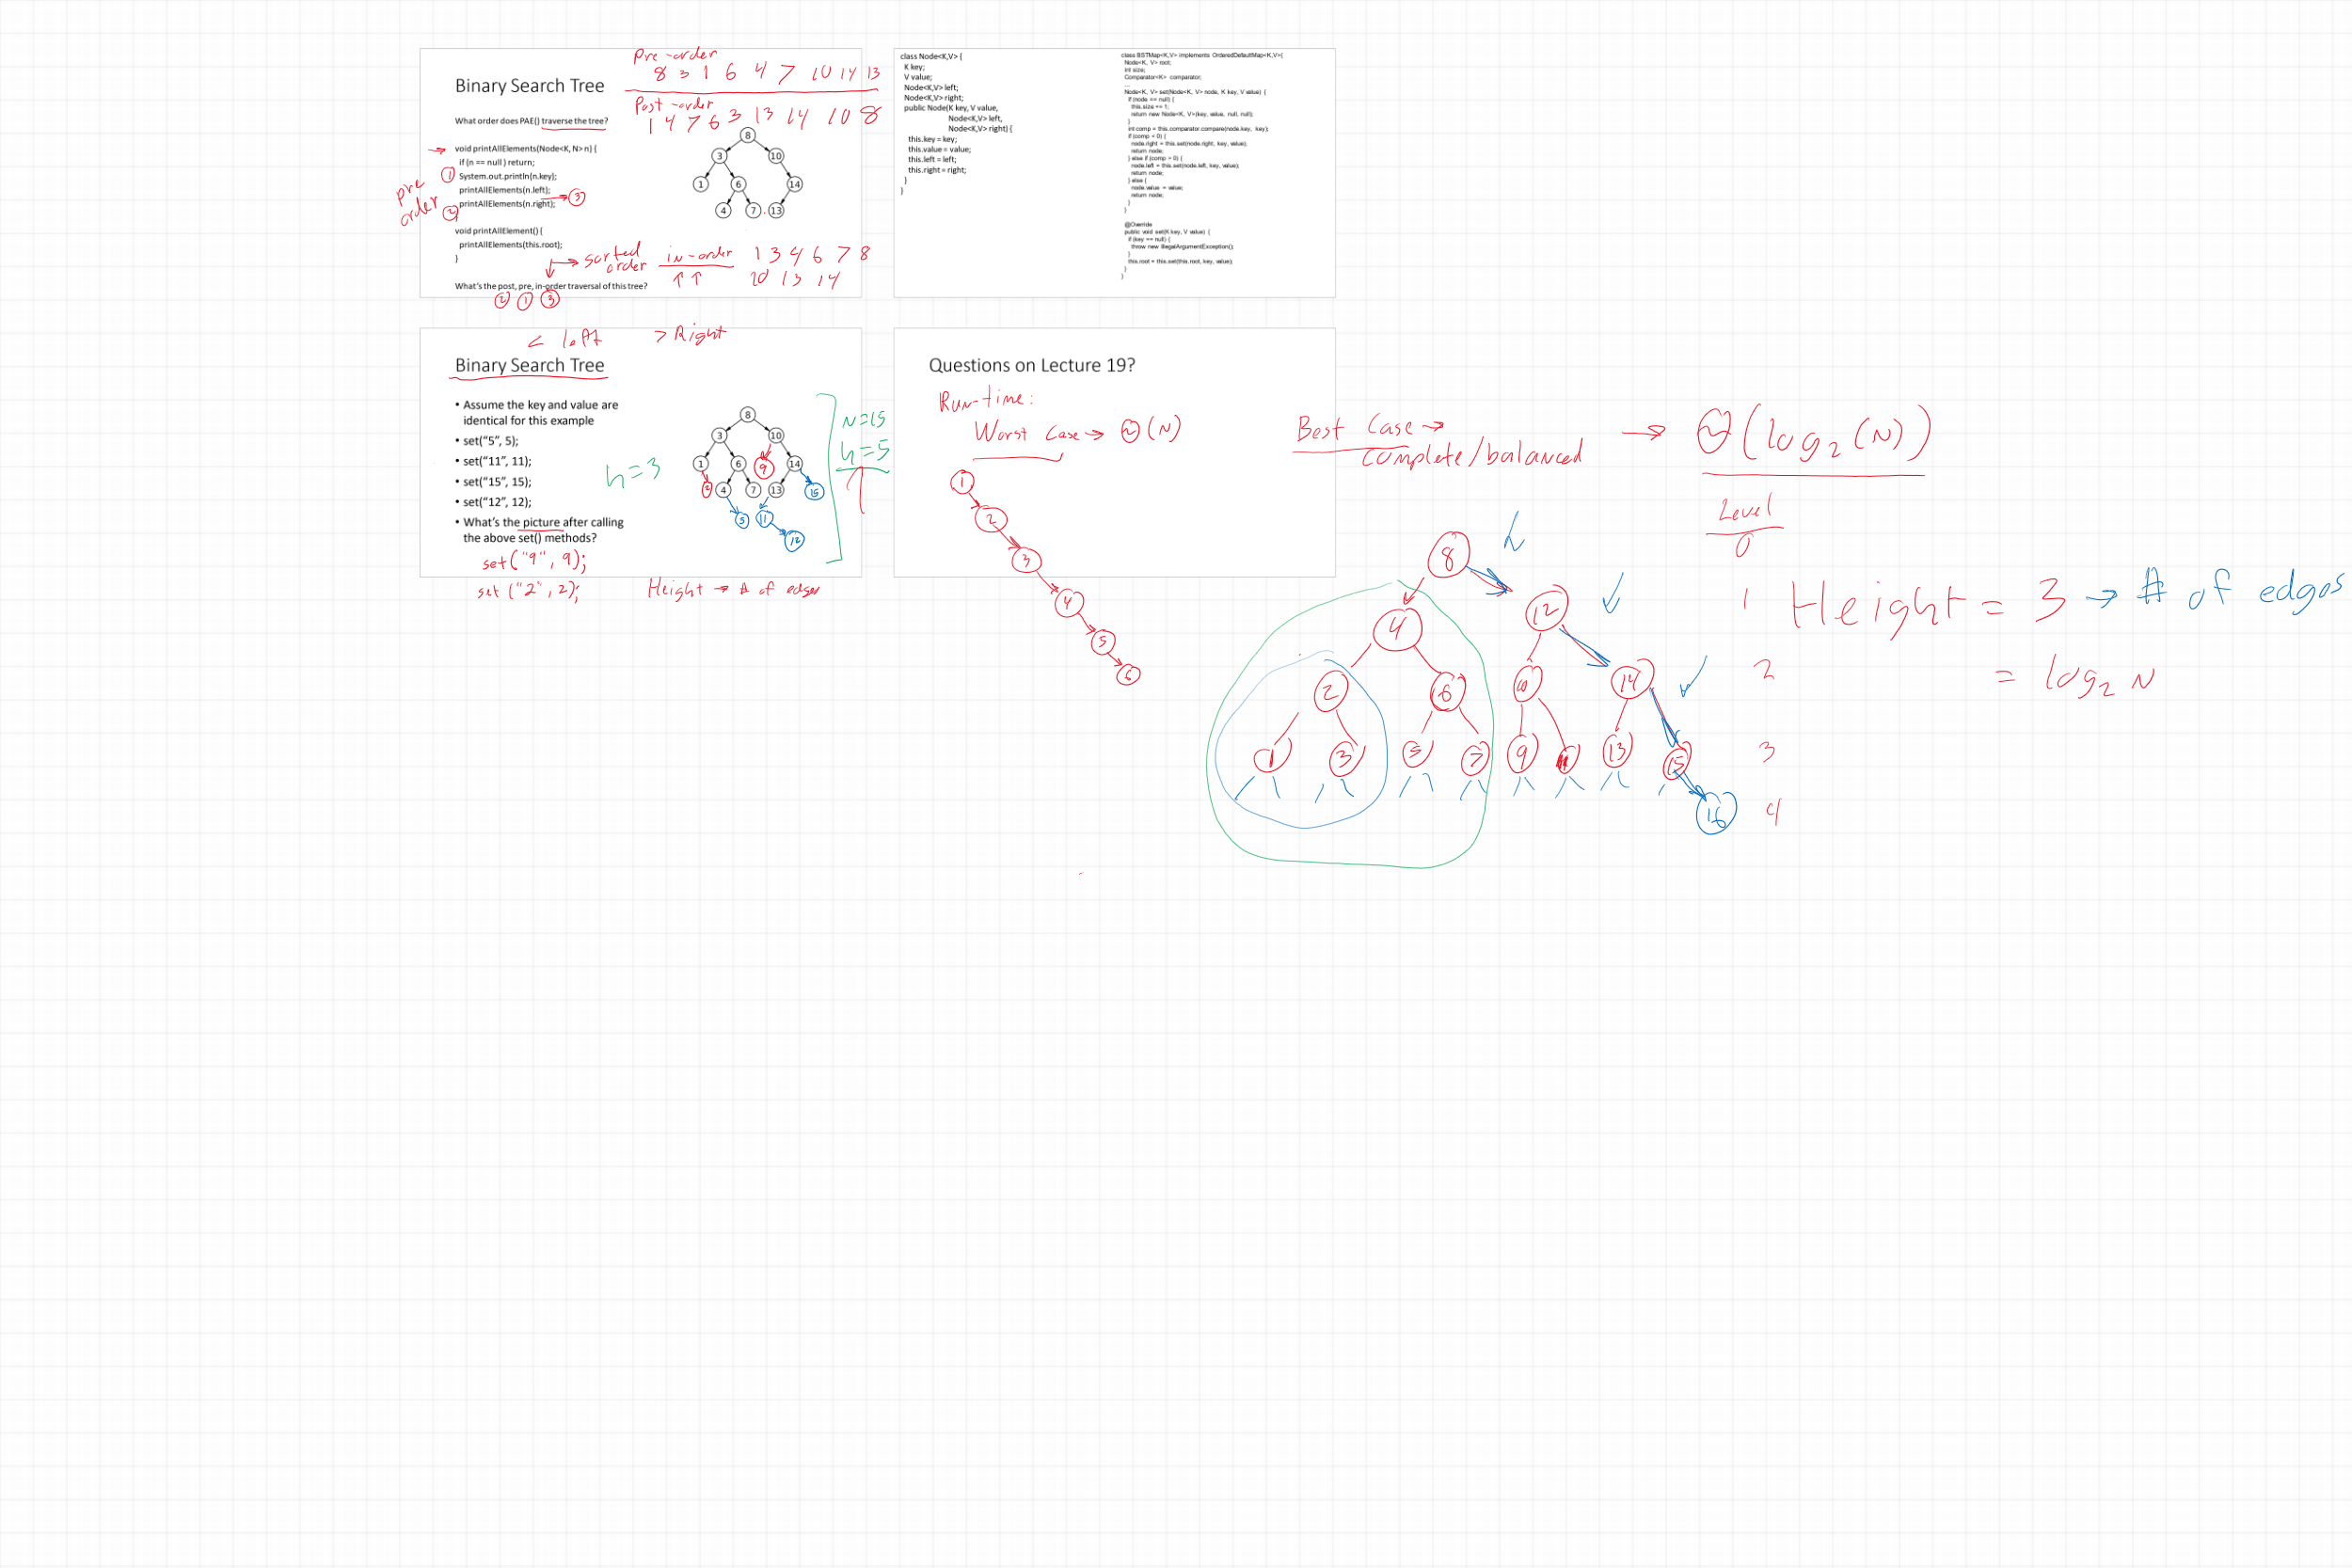 Pre-order
8 3 1 6 4 7 10 14 13
Binary Search Tree
Post-order
1 4 7 6 3 13 14 10 8
What order does PAE() traverse the tree?
void printAllElements(Node<K, N> n) {
if (n == null ) return;
① System.out.println(n.key);
printAllElements(n.left);
② printAllElements(n.right); → ③
pre
order
void printAllElement() {
printAllElements(this.root);
}
sorted
order
in-order 1 3 4 6 7 8
10 13 14
What's the post, pre, in-order traversal of this tree?
② ① ③
8
3 10
1 6 14
4 7 13
class Node<K,V> {
K key;
V value;
Node<K,V> left;
Node<K,V> right;
public Node(K key, V value,
Node<K,V> left,
Node<K,V> right) {
this.key = key;
this.value = value;
this.left = left;
this.right = right;
}
}
class BSTMap<K,V> implements OrderedDefaultMap<K,V>{
Node<K, V> root;
int size;
Comparator<K> comparator;
...
Node<K, V> set(Node<K, V> node, K key, V value) {
if (node == null) {
this.size += 1;
return new Node<K, V>(key, value, null, null);
}
int comp = this.comparator.compare(node.key, key);
if (comp < 0) {
node.right = this.set(node.right, key, value);
return node;
} else if (comp > 0) {
node.left = this.set(node.left, key, value);
return node;
} else {
node.value = value;
return node;
}
}
@Override
public void set(K key, V value) {
if (key == null) {
throw new IllegalArgumentException();
}
this.root = this.set(this.root, key, value);
}
}
< left > Right
Binary Search Tree
• Assume the key and value are
identical for this example
• set("5", 5);
• set("11", 11);
• set("15", 15);
• set("12", 12);
• What's the picture after calling
the above set() methods?
set("9", 9);
set("2", 2);
Height → # of edges
h=3
N=15
h=5
8
3 10
1 6 9 14
2 4 7 13 15
5 11
12
Questions on Lecture 19?
Run-time:
Worst Case → Θ(N)
1
2
3
4
5
6
Best Case →
complete/balanced
→ Θ(log₂(N))
Level
0
8
1
4 12
2
2 6 10 14
3
1 3 5 7 9 11 13 15
4
16
Height = 3 → # of edges
= log₂ N